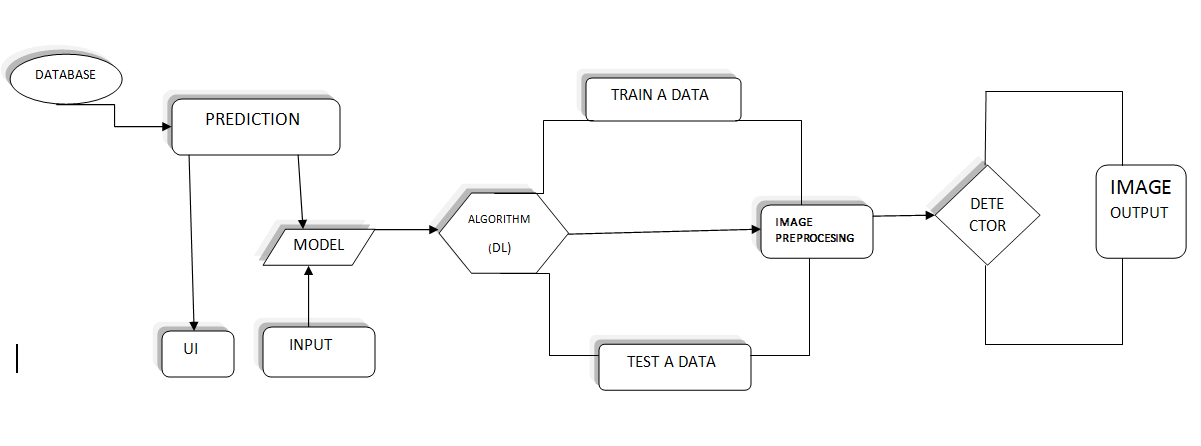 DATABASE
PREDICTION
TRAIN A DATA
MODEL
ALGORITHM
(DL)
IMAGE
PREPROCESING
DETE
CTOR
IMAGE
OUTPUT
UI
INPUT
TEST A DATA